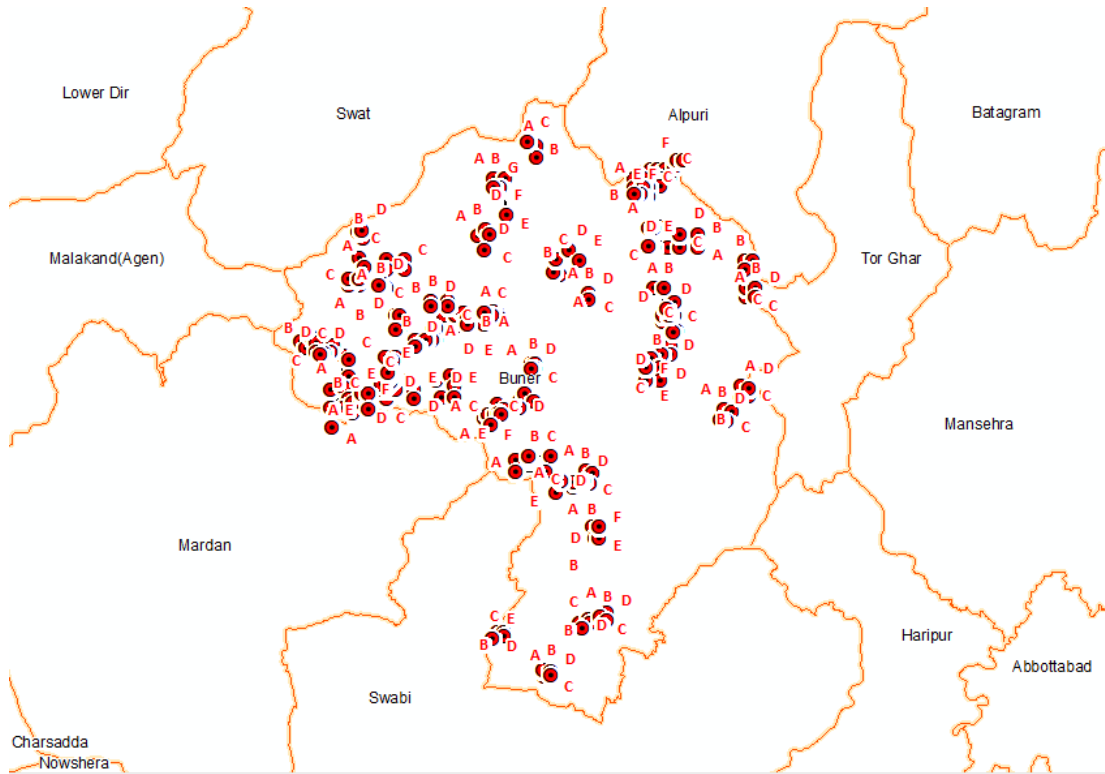 Lower Dir
Swat
Alpuri
Batagram
A C
B
F
A B G
A E F C C
D F
B
A
B D
A B D E
D E D B
A C
C D E
B
C
C A
B
C
C
A B D
A B D
A B
A B D
C
Malakand(Agen)
Tor Ghar
A D C B B D
A C
A C
D
C C
B
B
D A C B A
B D C D
C
D E A B D
B
D
C A
C E
Buner
C
D F D
A D
C E
B C E F D E D E
A B
D
A E D C
D A C C D
B C
Mansehra
A
A E F B C
A
A B D
A C D C
E
A B F
D E
B
Mardan
C A B D
B D C
C E
B D
A B D
C
Haripur
Abbottabad
Swabi
Charsadda
Nowshera